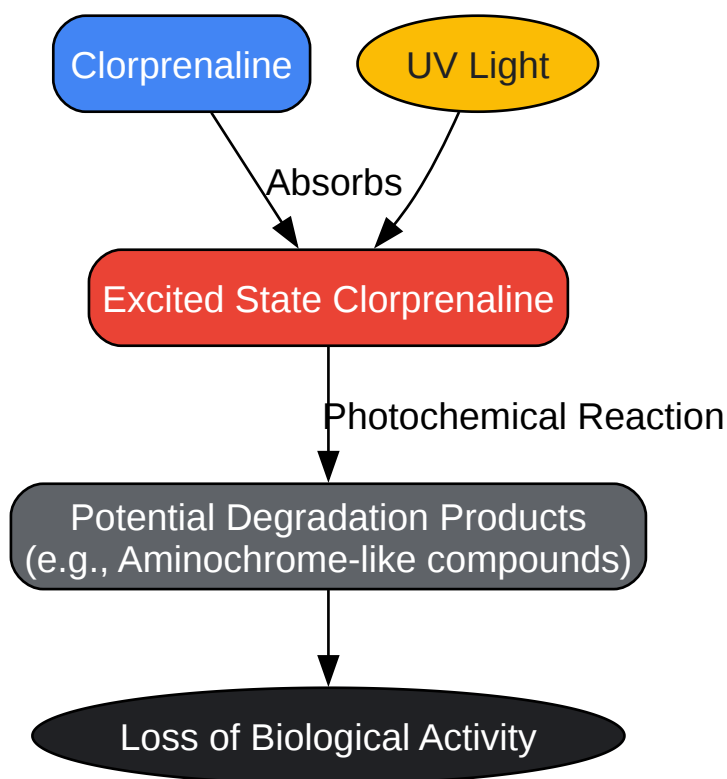 Clorprenaline
UV Light
Absorbs
Excited State Clorprenaline
Photochemical Reaction
Potential Degradation Products
(e.g., Aminochrome-like compounds)
Loss of Biological Activity